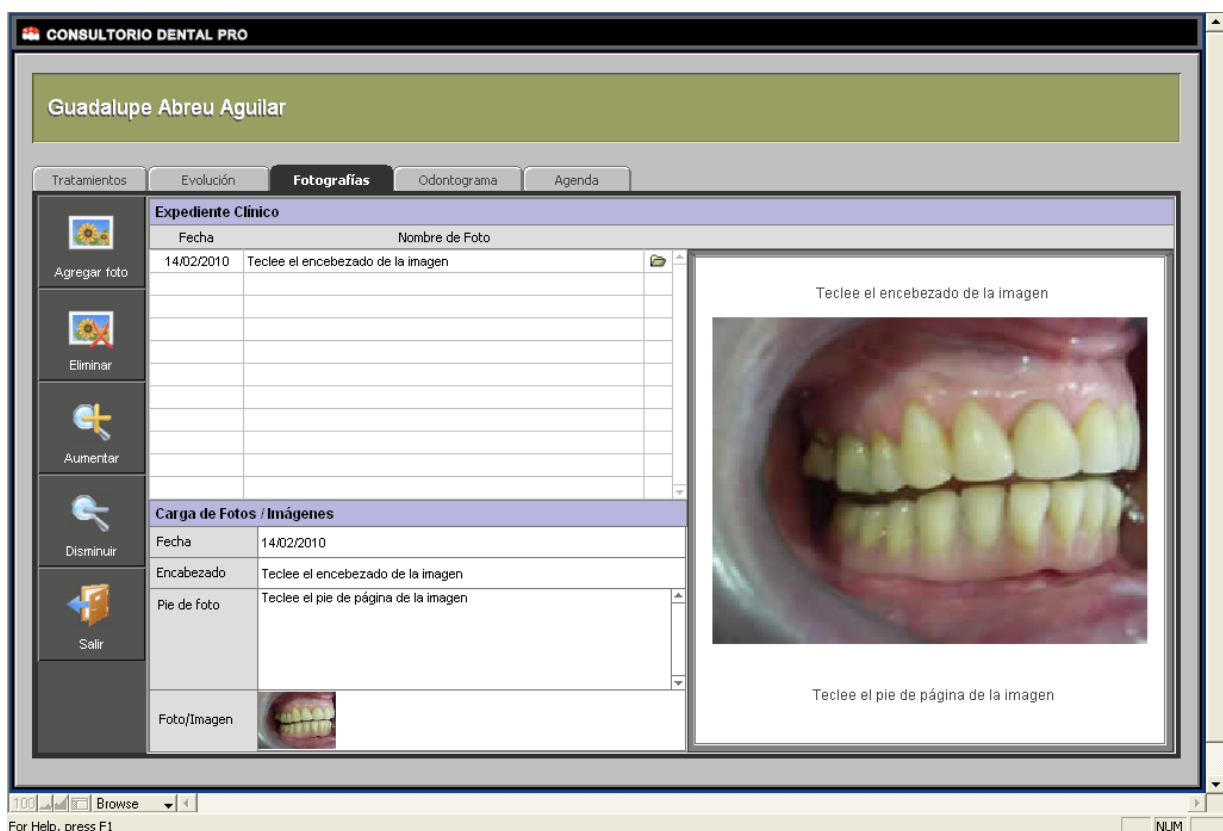 CONSULTORIO DENTAL PRO
Guadalupe Abreu Aguilar
Tratamientos Evolución Fotografías Odontograma Agenda
Expediente Clínico
Fecha Nombre de Foto
14/02/2010 Teclee el encebezado de la imagen
Agregar foto
Eliminar
Aumentar
Disminuir
Salir
Carga de Fotos / Imágenes
Fecha 14/02/2010
Encabezado Teclee el encebezado de la imagen
Pie de foto Teclee el pie de página de la imagen
Foto/Imagen
Teclee el encebezado de la imagen
Teclee el pie de página de la imagen
100 Browse
For Help, press F1 NUM